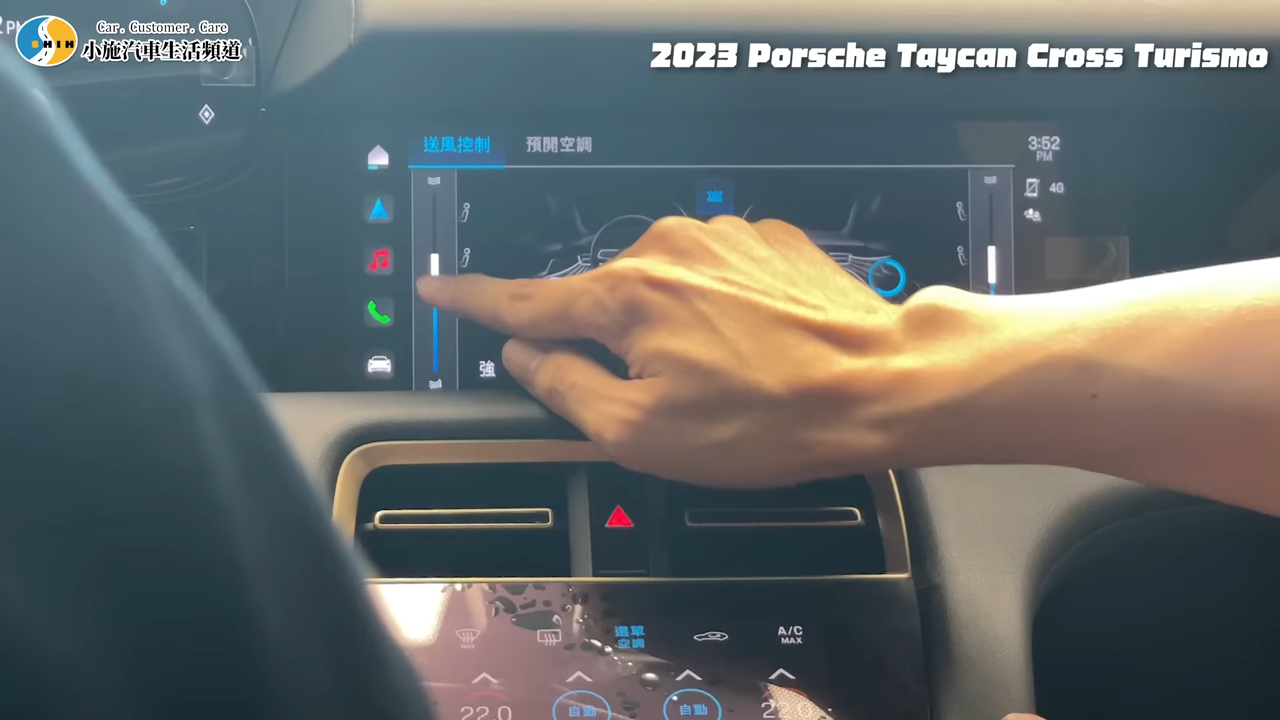 Car. Customer. Care
SHIH
小施汽車生活頻道
2023 Porsche Taycan Cross Turismo
送風控制 預開空調
3:52
PM
4G
強
MAX
選單
空調
A/C
MAX
22.0 自動 自動